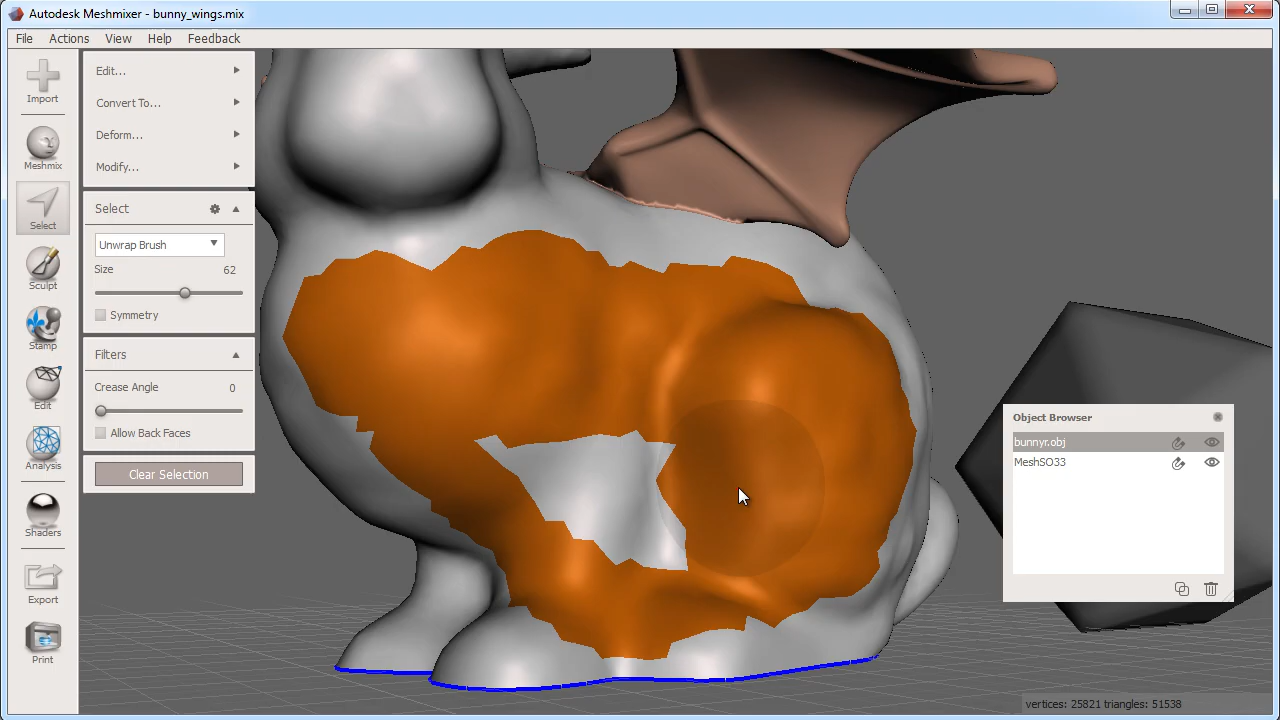 Autodesk Meshmixer - bunny_wings.mix
File Actions View Help Feedback
Import
Meshmix
Select
Sculpt
Stamp
Edit
Analysis
Shaders
Export
Print
Edit...
Convert To...
Deform...
Modify...
Select
Unwrap Brush
Size 62
Symmetry
Filters
Crease Angle 0
Allow Back Faces
Clear Selection
Object Browser
bunnyr.obj
MeshSO33
vertices: 25821 triangles: 51538